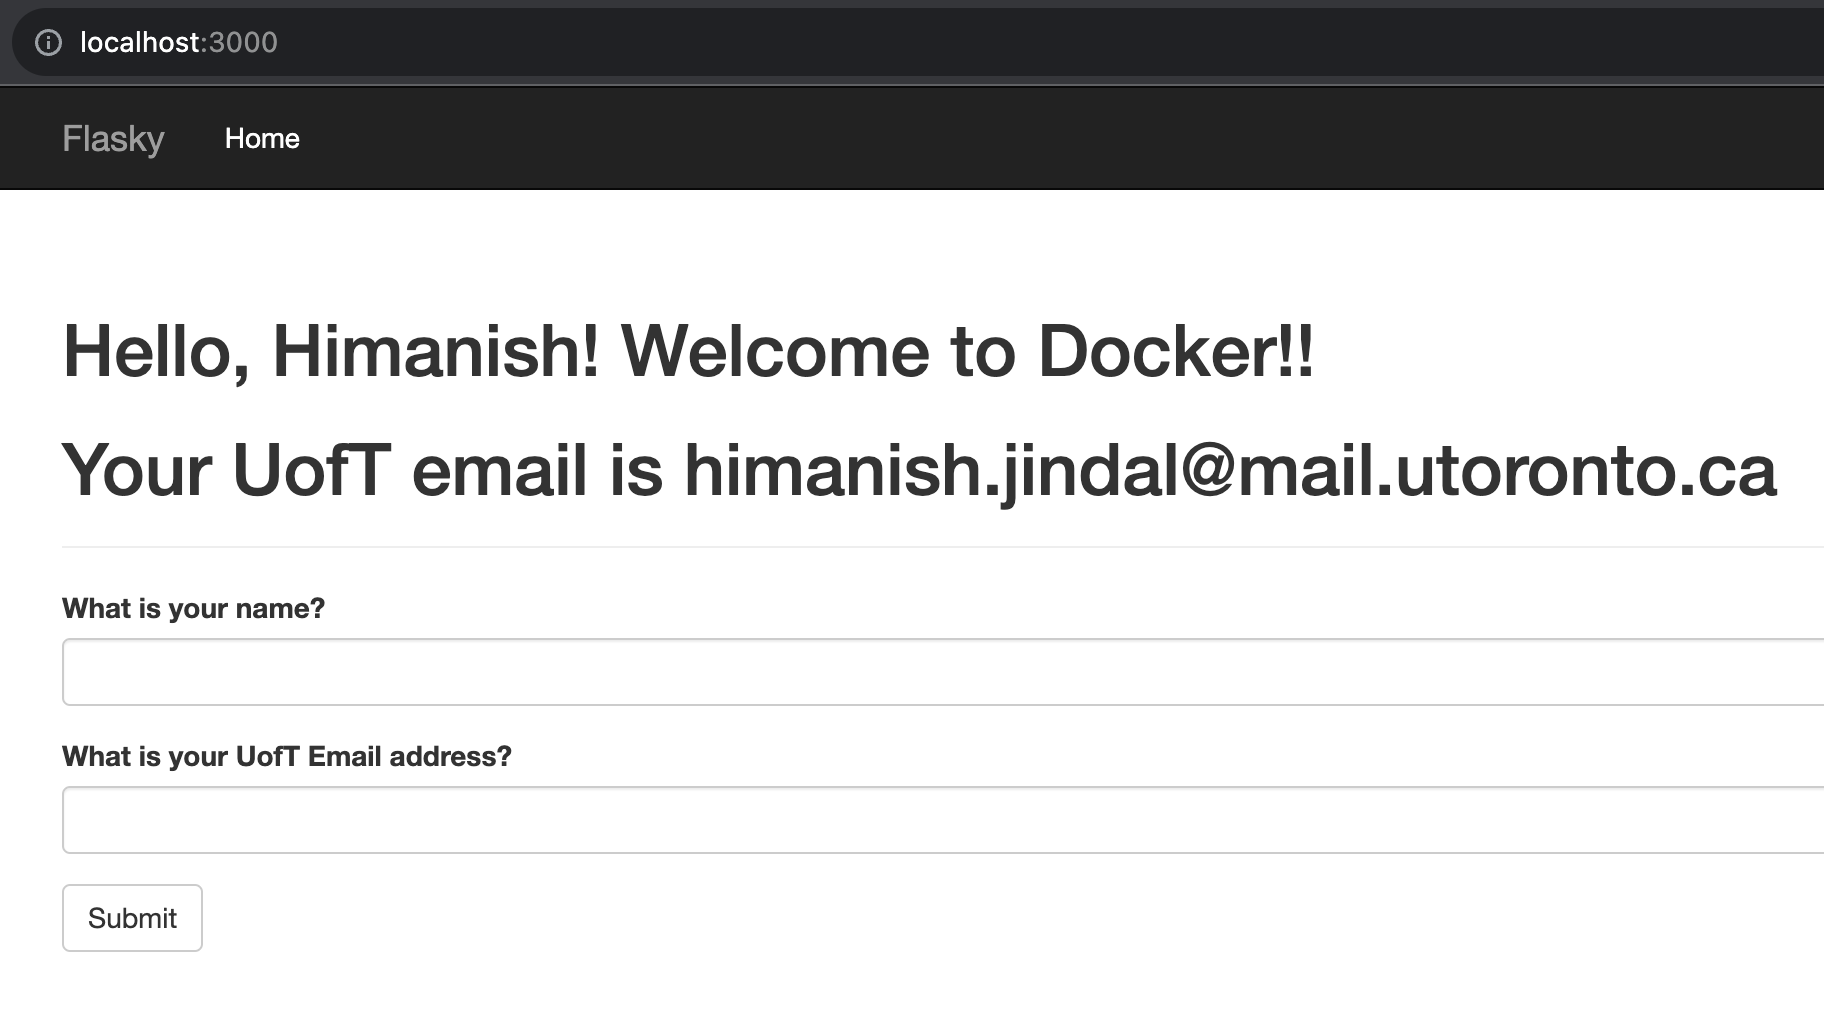 localhost:3000
Flasky Home
Hello, Himanish! Welcome to Docker!!
Your UofT email is himanish.jindal@mail.utoronto.ca
What is your name?
What is your UofT Email address?
Submit